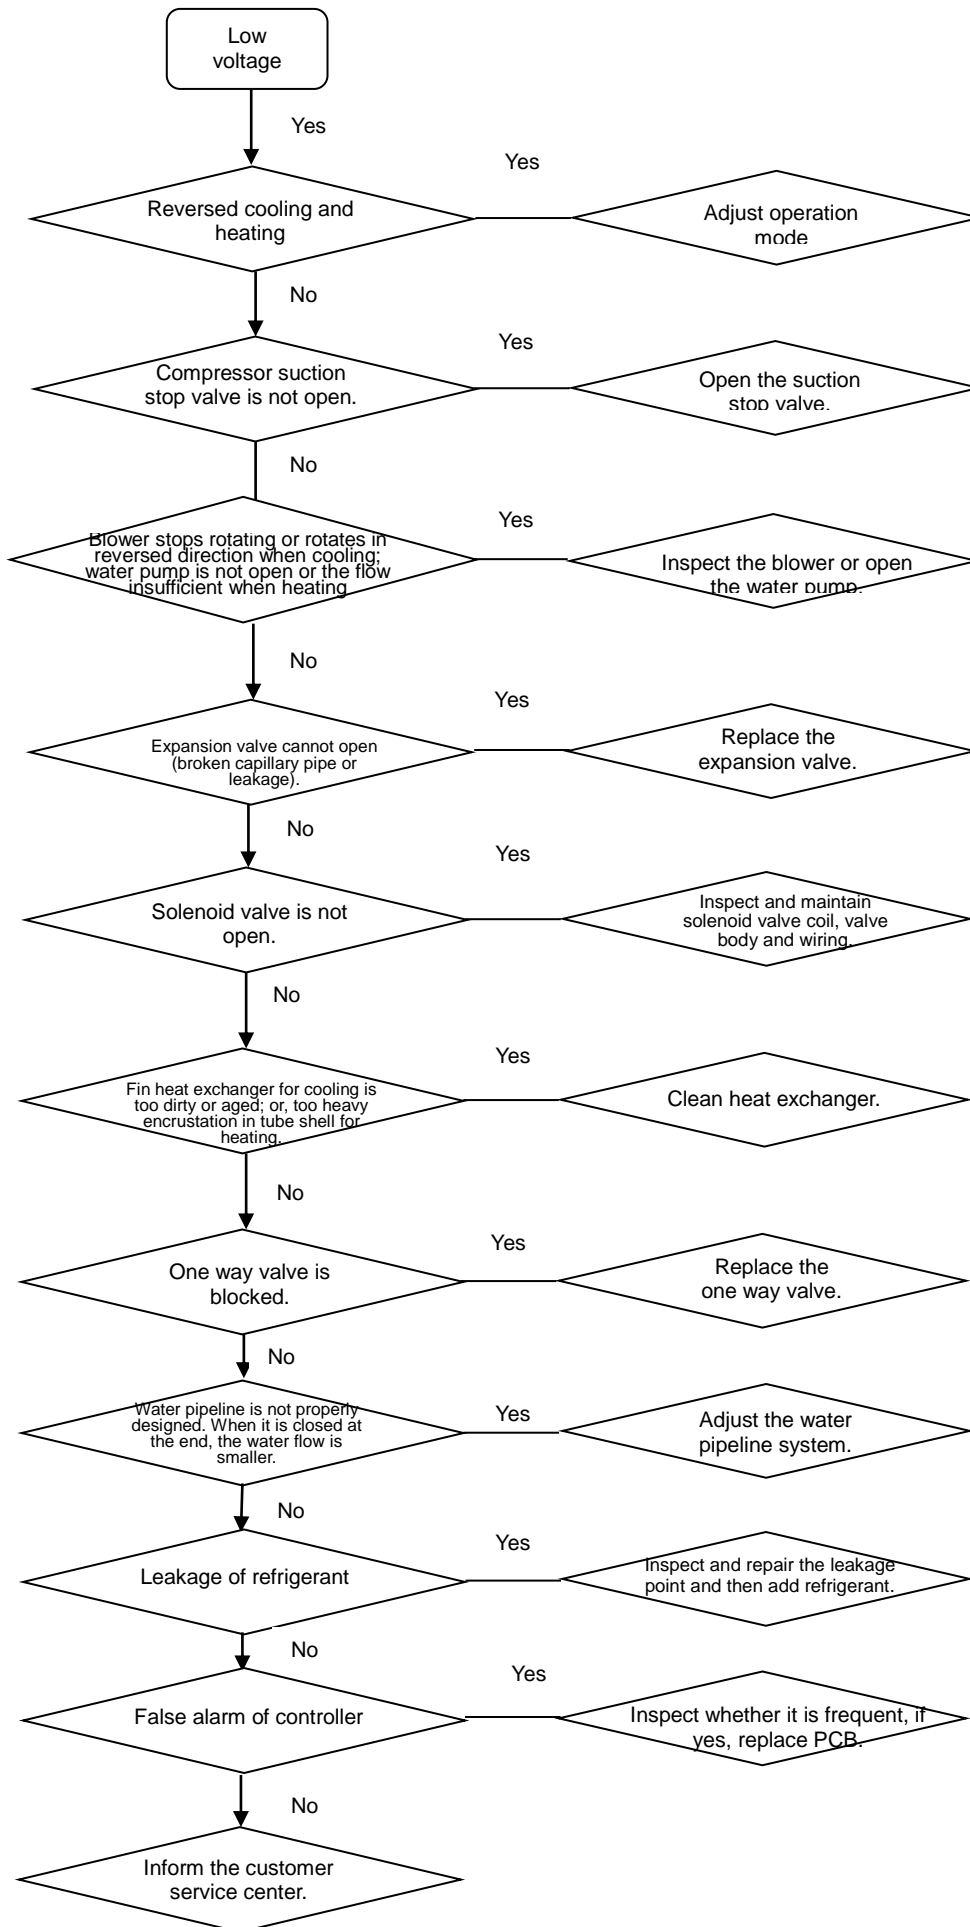 Low
voltage
Yes
Yes
Reversed cooling and
heating
Adjust operation
mode
No
Yes
Compressor suction
stop valve is not open.
Open the suction
stop valve.
No
Yes
Blower stops rotating or rotates in
reversed direction when cooling;
water pump is not open or the flow
insufficient when heating
Inspect the blower or open
the water pump.
No
Yes
Expansion valve cannot open
(broken capillary pipe or
leakage).
Replace the
expansion valve.
No
Yes
Solenoid valve is not
open.
Inspect and maintain
solenoid valve coil, valve
body and wiring.
No
Yes
Fin heat exchanger for cooling is
too dirty or aged; or, too heavy
encrustation in tube shell for
heating.
Clean heat exchanger.
No
Yes
One way valve is
blocked.
Replace the
one way valve.
No
Yes
Water pipeline is not properly
designed. When it is closed at
the end, the water flow is
smaller.
Adjust the water
pipeline system.
No
Yes
Leakage of refrigerant
Inspect and repair the leakage
point and then add refrigerant.
No
Yes
False alarm of controller
Inspect whether it is frequent, if
yes, replace PCB.
No
Inform the customer
service center.